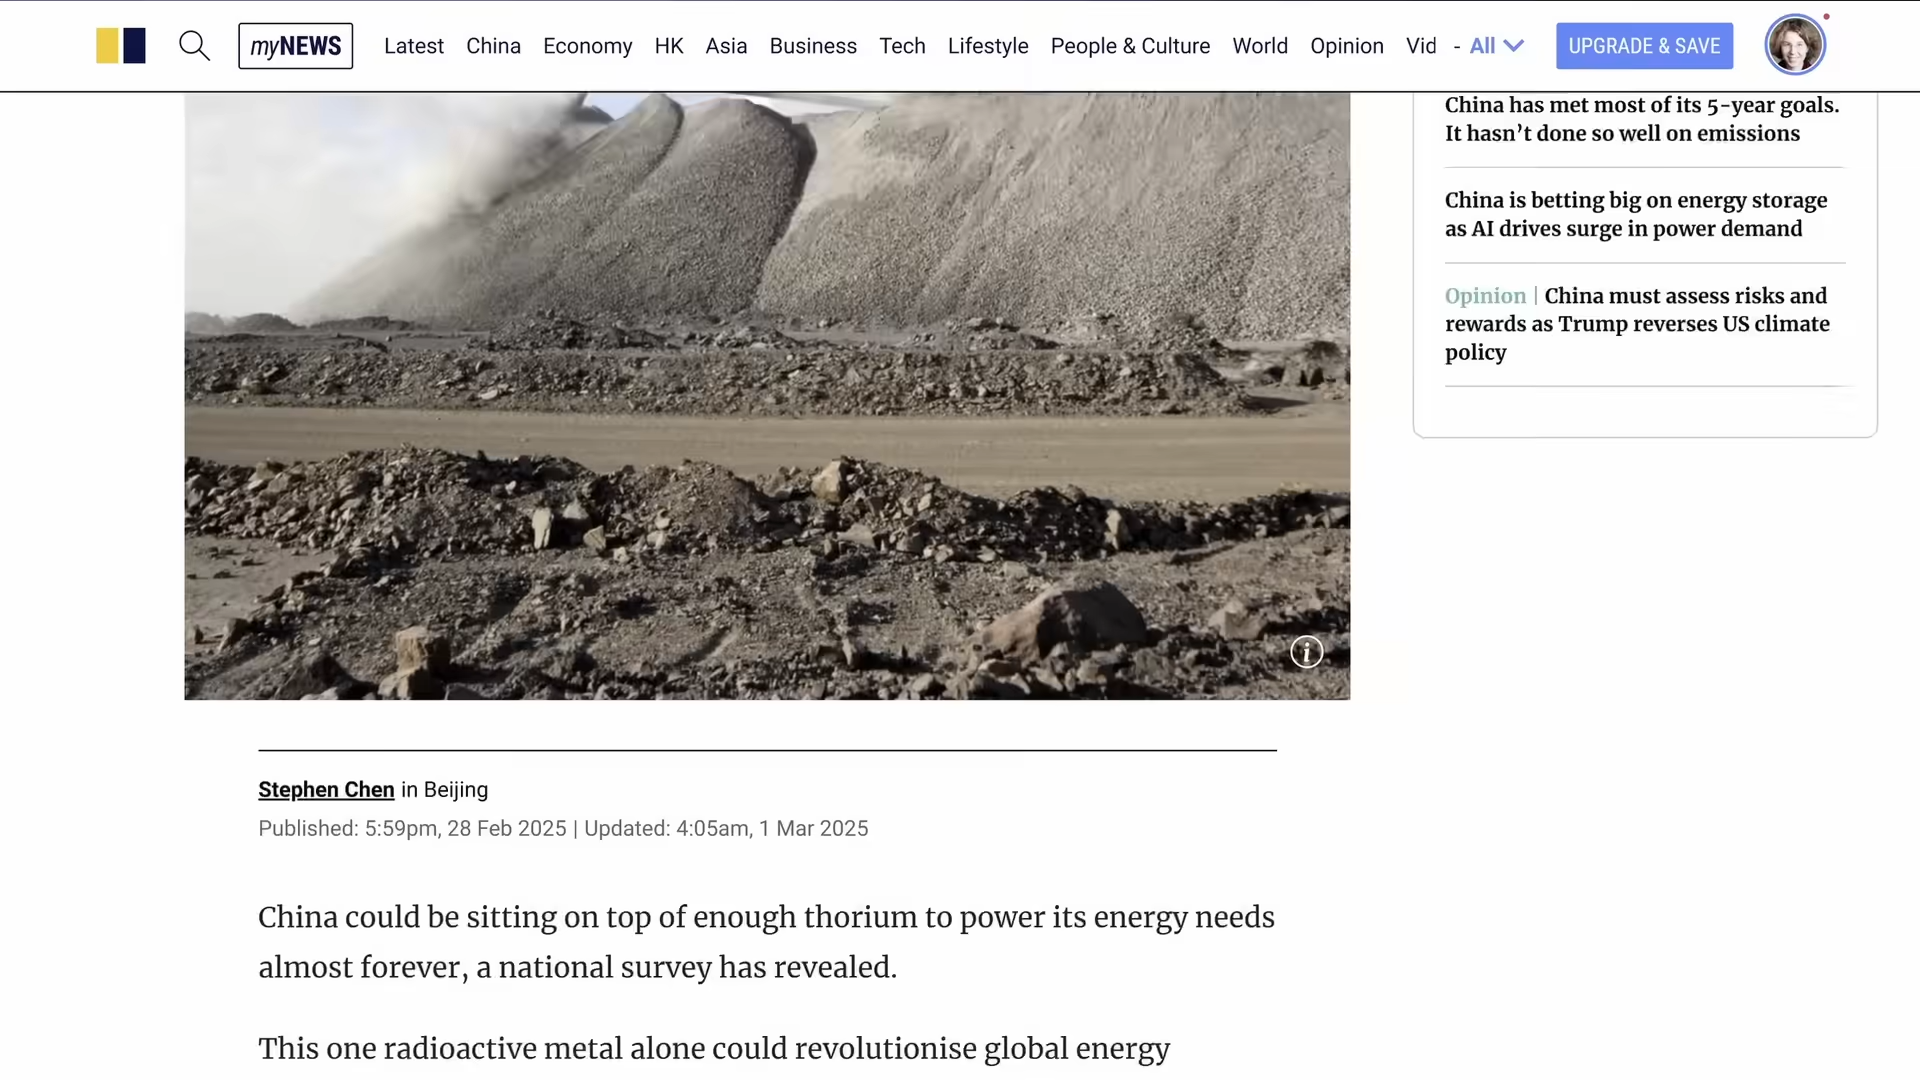 myNEWS
Latest
China
Economy
HK
Asia
Business
Tech
Lifestyle
People & Culture
World
Opinion
Vid
- All
UPGRADE & SAVE
China has met most of its 5-year goals.
It hasn’t done so well on emissions
China is betting big on energy storage
as AI drives surge in power demand
Opinion | China must assess risks and
rewards as Trump reverses US climate
policy
i
Stephen Chen in Beijing
Published: 5:59pm, 28 Feb 2025 | Updated: 4:05am, 1 Mar 2025
China could be sitting on top of enough thorium to power its energy needs
almost forever, a national survey has revealed.
This one radioactive metal alone could revolutionise global energy